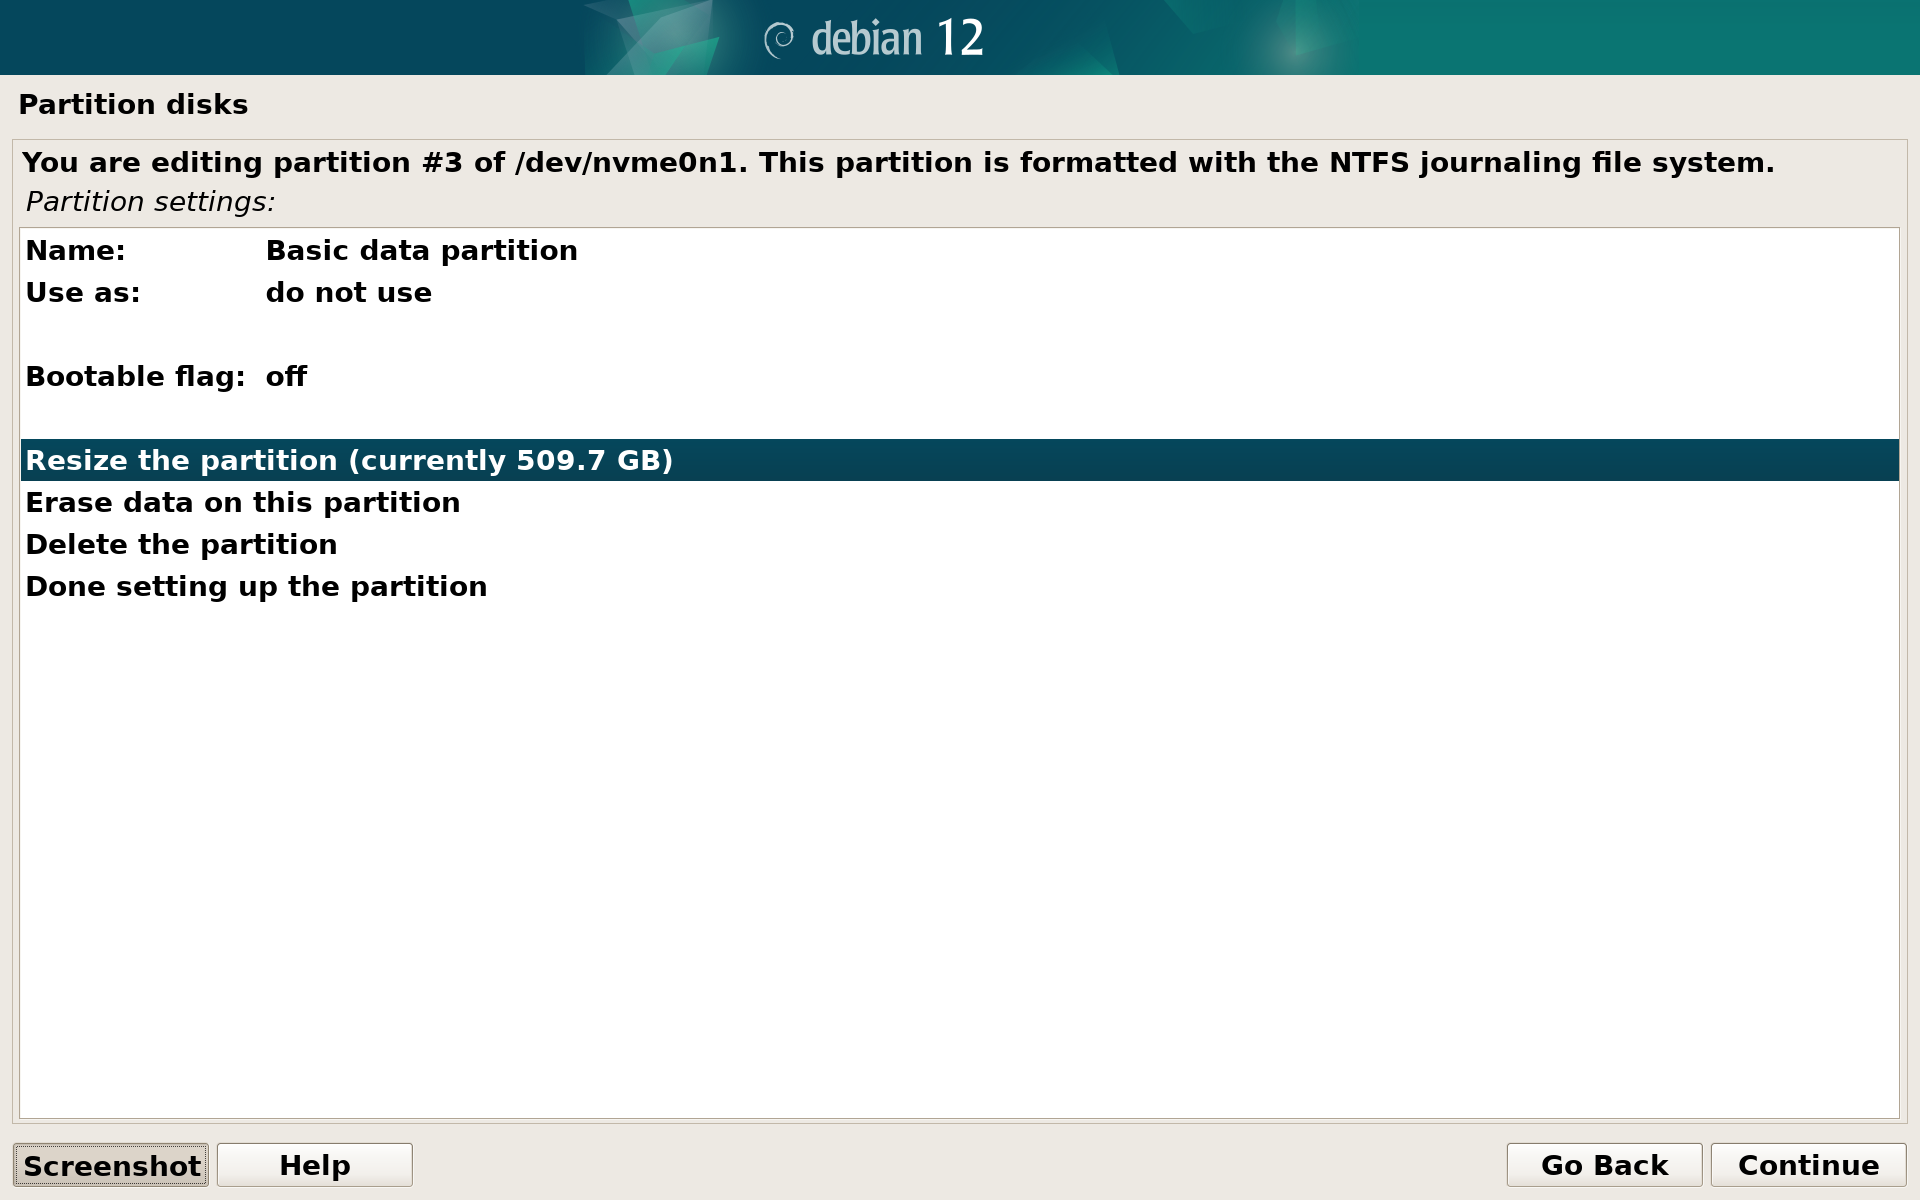 debian 12
Partition disks
You are editing partition #3 of /dev/nvme0n1. This partition is formatted with the NTFS journaling file system.
Partition settings:
Name: Basic data partition
Use as: do not use
Bootable flag: off
Resize the partition (currently 509.7 GB)
Erase data on this partition
Delete the partition
Done setting up the partition
Screenshot Help Go Back Continue